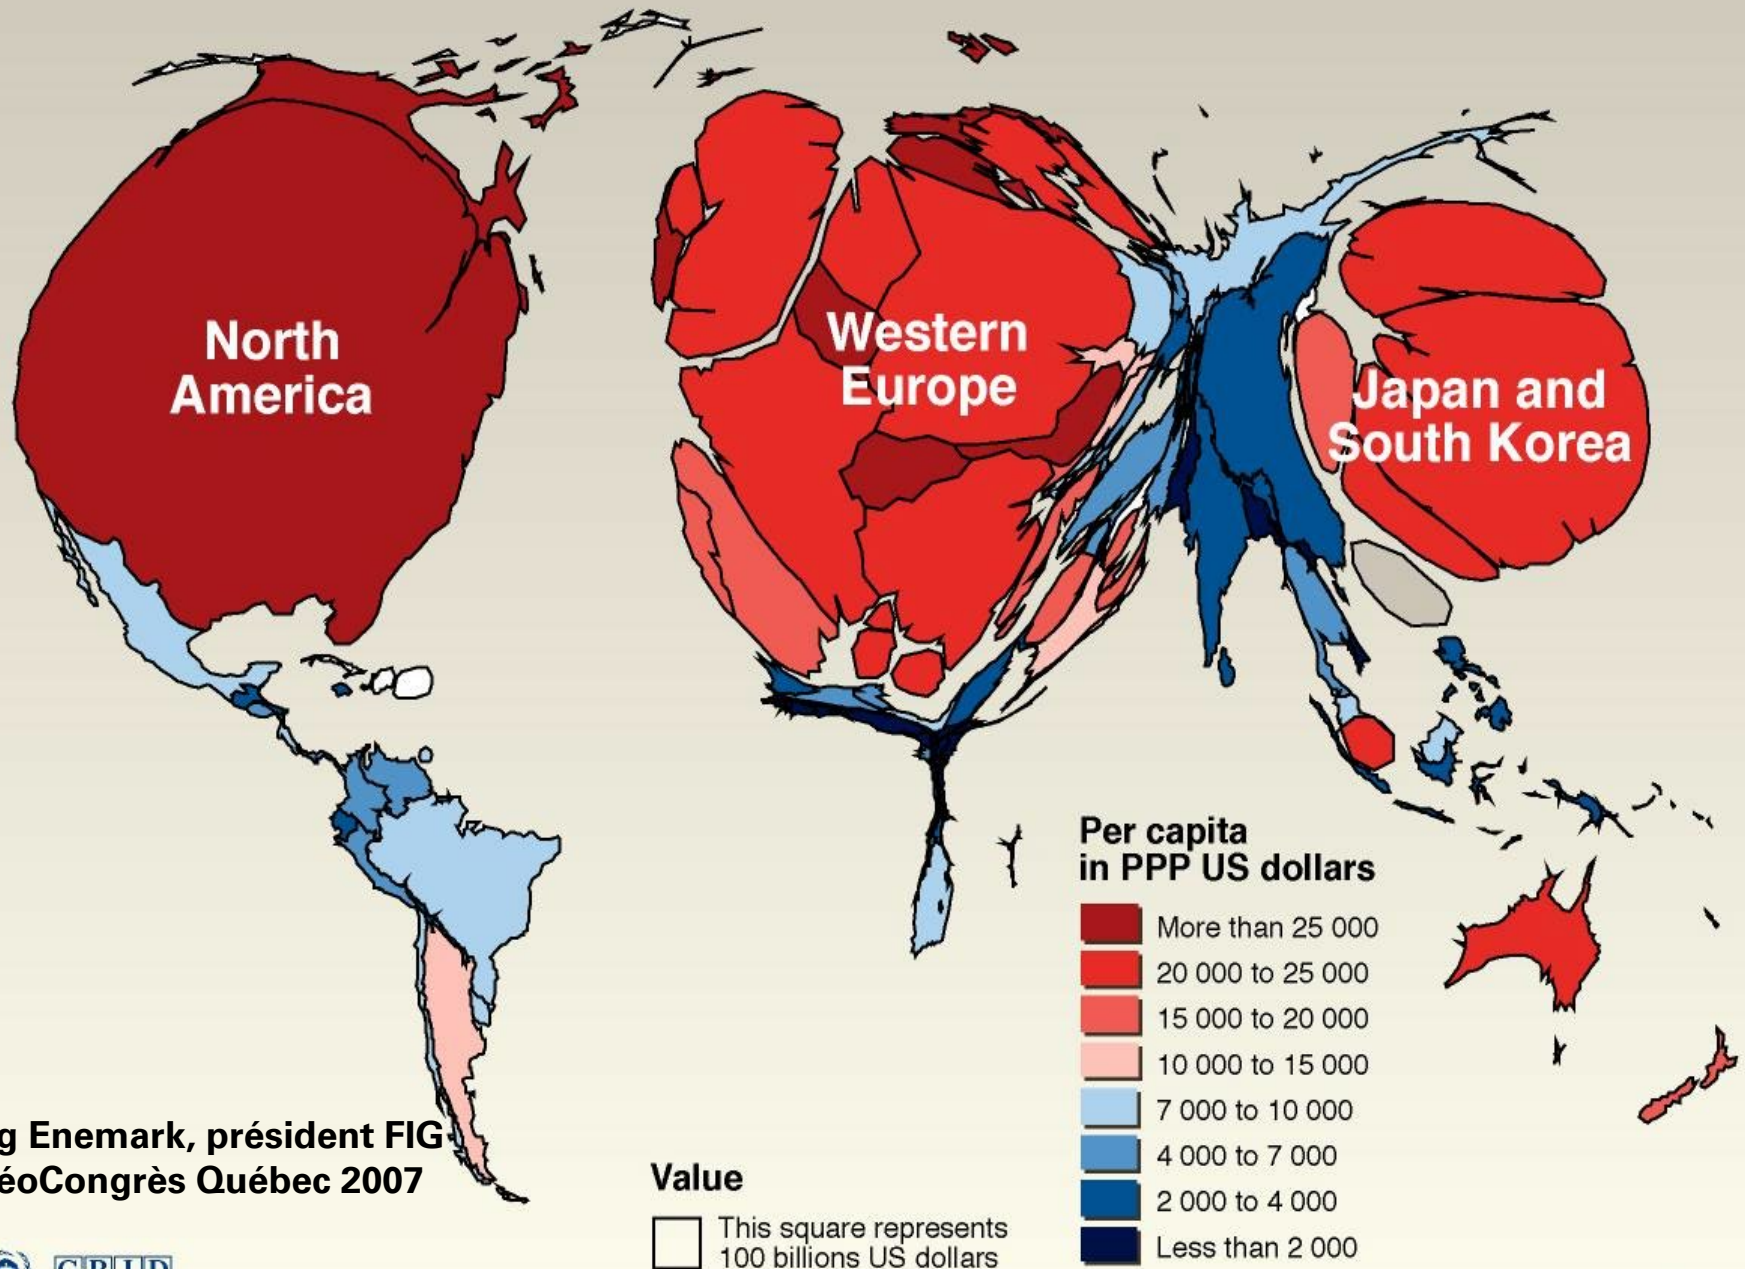 North
America
Western
Europe
Japan and
South Korea
Per capita
in PPP US dollars
More than 25 000
20 000 to 25 000
15 000 to 20 000
10 000 to 15 000
7 000 to 10 000
4 000 to 7 000
2 000 to 4 000
Less than 2 000
g Enemark, président FIG
éoCongrès Québec 2007
Value
This square represents
100 billions US dollars
GRID